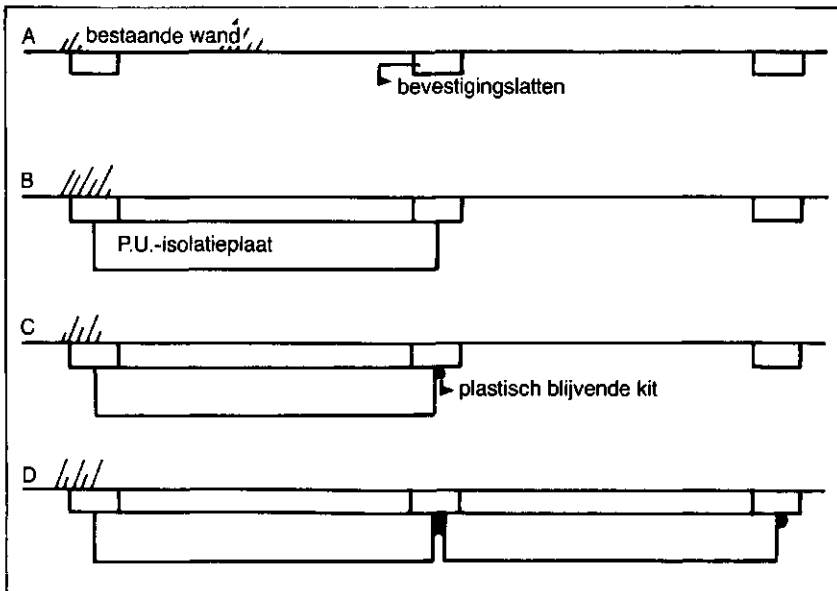 A
bestaande wand
bevestigingslatten
B
P.U.-isolatieplaat
C
plastisch blijvende kit
D